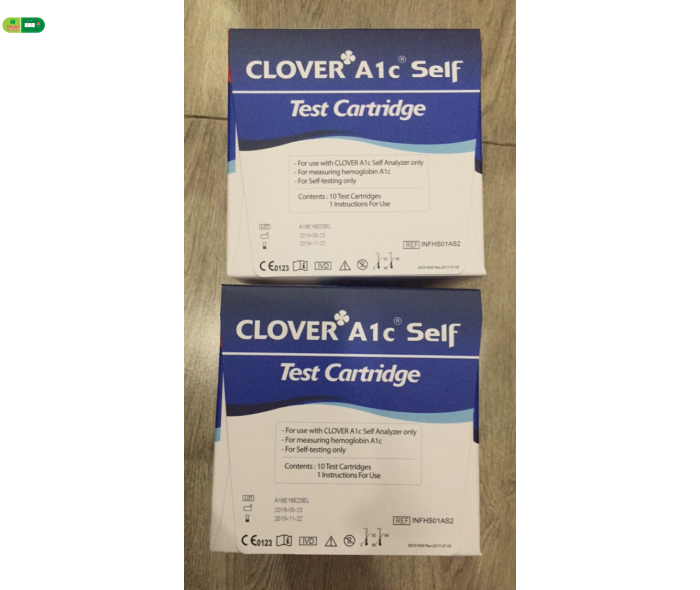 CLOVER A1c® Self
Test Cartridge
- For use with CLOVER A1c Self Analyzer only
- For measuring hemoglobin A1c
- For Self-testing only
Contents : 10 Test Cartridges
1 Instructions For Use
LOT
A18E18E23EL
2018-05-23
2019-11-22
REF INFHS01AS2
CE0123
IVD
CLOVER A1c® Self
Test Cartridge
- For use with CLOVER A1c Self Analyzer only
- For measuring hemoglobin A1c
- For Self-testing only
Contents : 10 Test Cartridges
1 Instructions For Use
LOT
A18E18E23EL
2018-05-23
2019-11-22
REF INFHS01AS2
CE0123
IVD